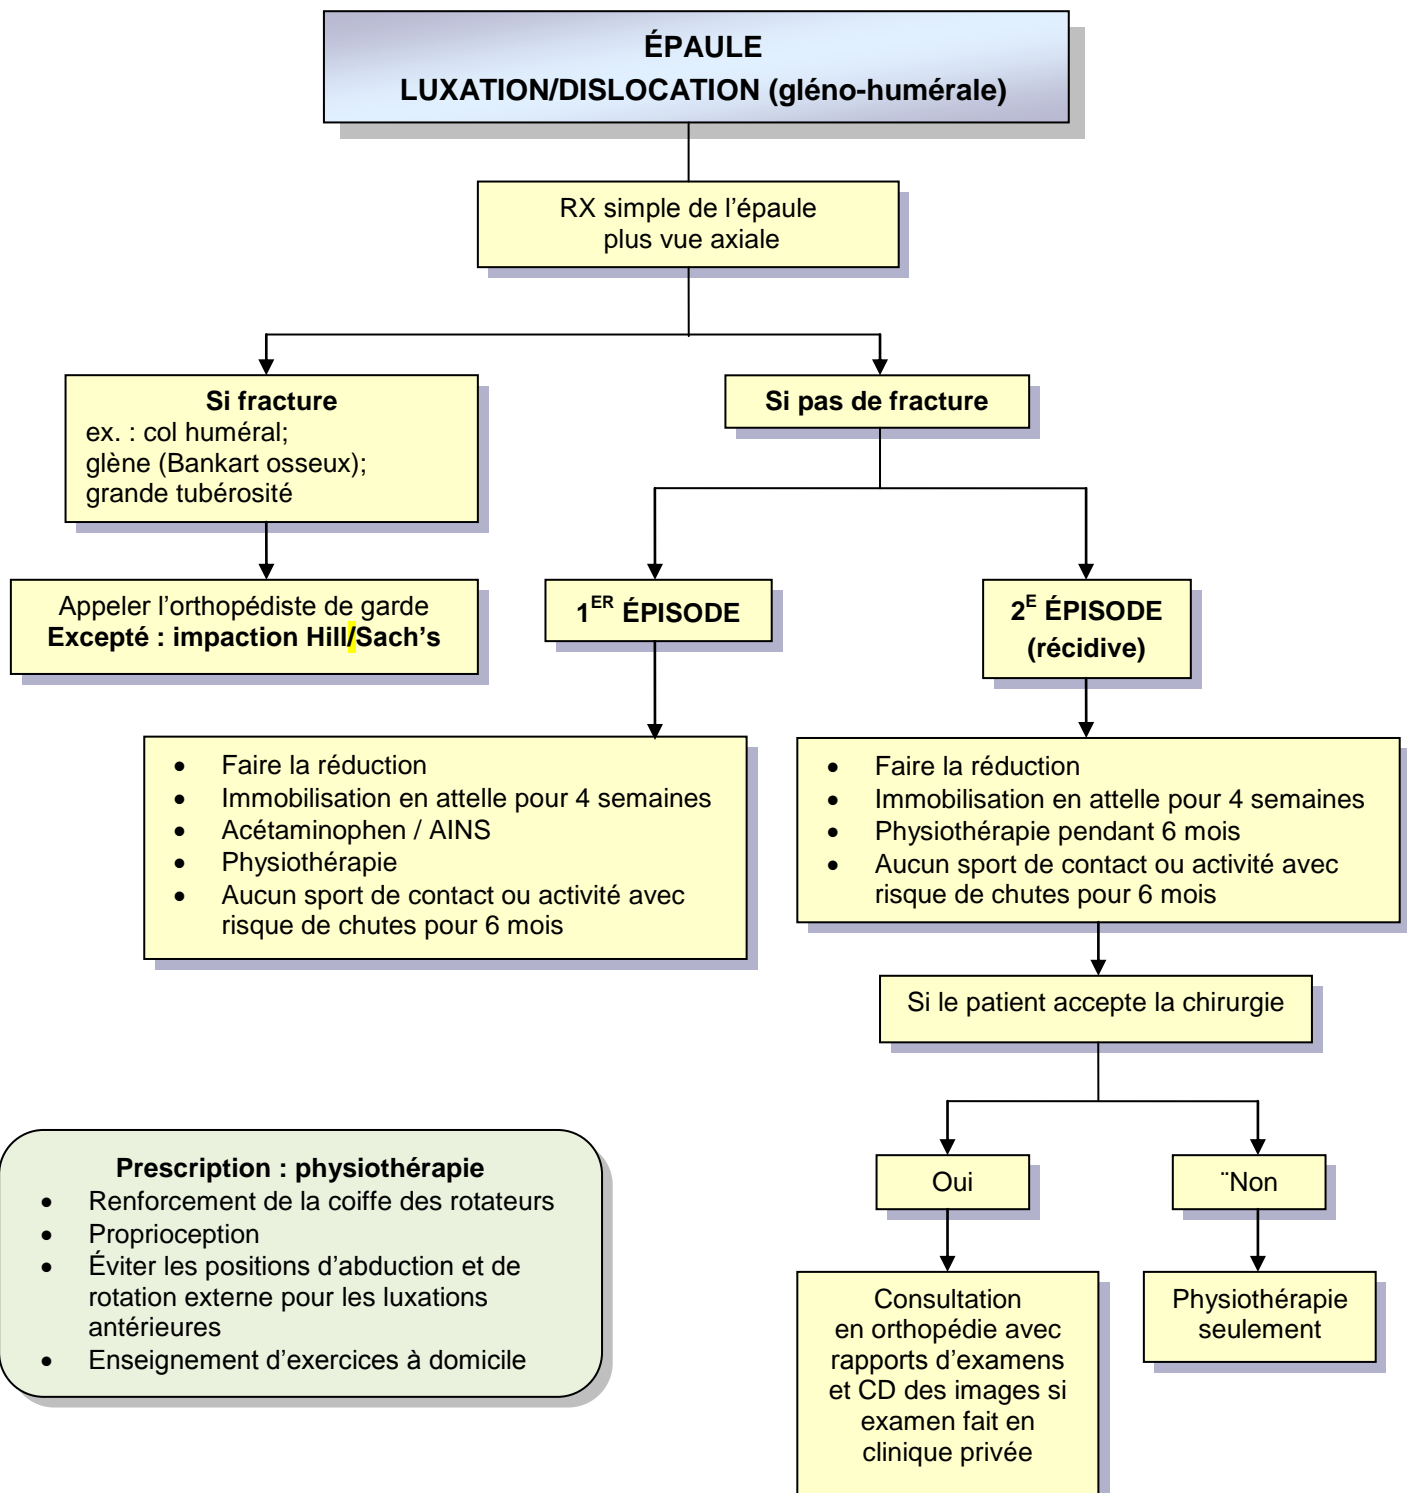 ÉPAULE
LUXATION/DISLOCATION (gléno-humérale)
RX simple de l’épaule
plus vue axiale
Si fracture
ex. : col huméral;
glène (Bankart osseux);
grande tubérosité
Appeler l’orthopédiste de garde
Excepté : impaction Hill/Sach’s
Si pas de fracture
1ER ÉPISODE
• Faire la réduction
• Immobilisation en attelle pour 4 semaines
• Acétaminophen / AINS
• Physiothérapie
• Aucun sport de contact ou activité avec
risque de chutes pour 6 mois
2E ÉPISODE
(récidive)
• Faire la réduction
• Immobilisation en attelle pour 4 semaines
• Physiothérapie pendant 6 mois
• Aucun sport de contact ou activité avec
risque de chutes pour 6 mois
Si le patient accepte la chirurgie
Oui
Consultation
en orthopédie avec
rapports d’examens
et CD des images si
examen fait en
clinique privée
¨Non
Physiothérapie
seulement
Prescription : physiothérapie
• Renforcement de la coiffe des rotateurs
• Proprioception
• Éviter les positions d’abduction et de
rotation externe pour les luxations
antérieures
• Enseignement d’exercices à domicile